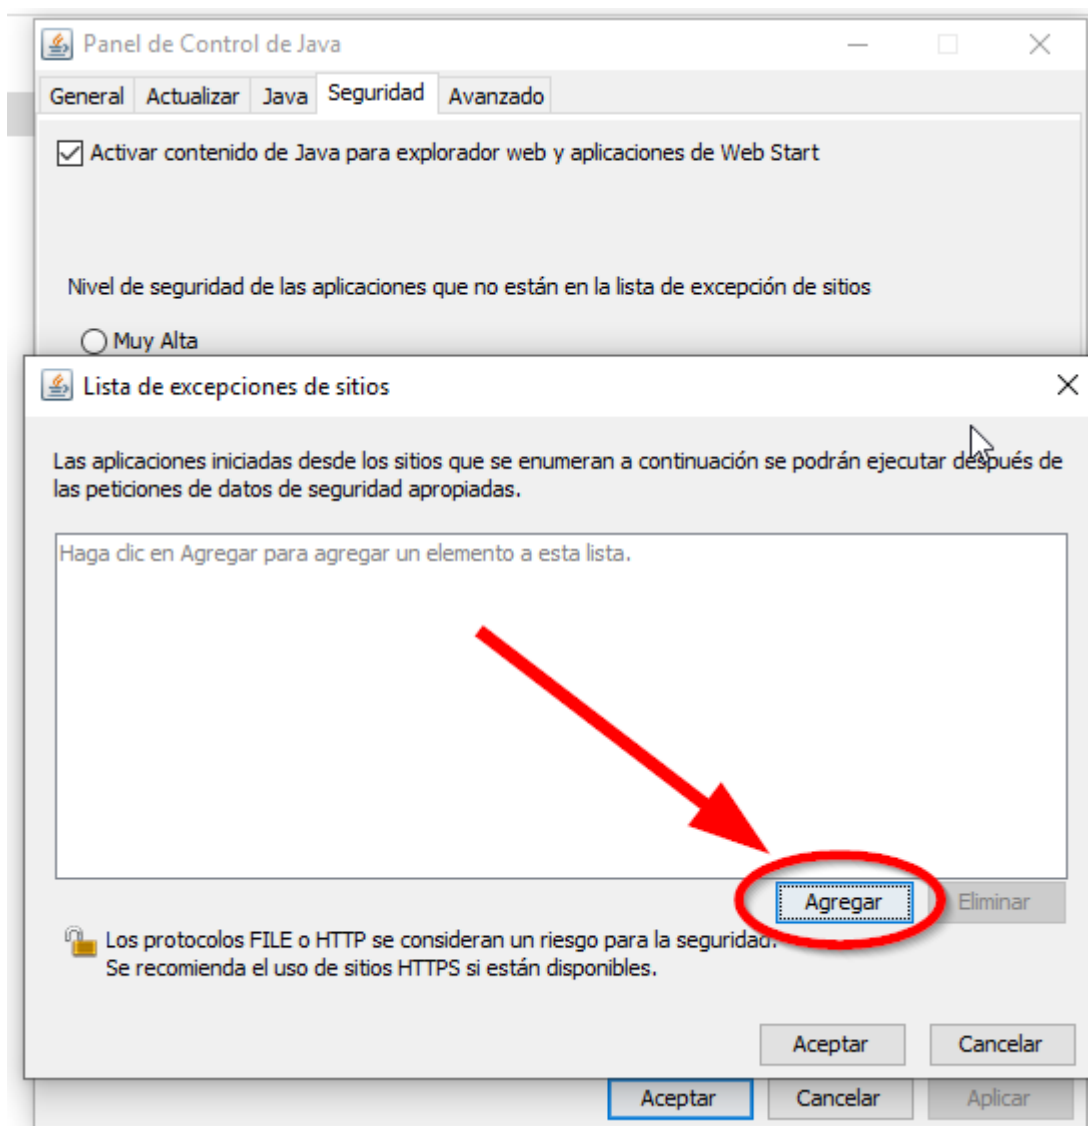 Panel de Control de Java
General Actualizar Java Seguridad Avanzado
Activar contenido de Java para explorador web y aplicaciones de Web Start
Nivel de seguridad de las aplicaciones que no están en la lista de excepción de sitios
Muy Alta
Lista de excepciones de sitios
Las aplicaciones iniciadas desde los sitios que se enumeran a continuación se podrán ejecutar después de
las peticiones de datos de seguridad apropiadas.
Haga clic en Agregar para agregar un elemento a esta lista.
Agregar Eliminar
Los protocolos FILE o HTTP se consideran un riesgo para la seguridad.
Se recomienda el uso de sitios HTTPS si están disponibles.
Aceptar Cancelar
Aceptar Cancelar Aplicar